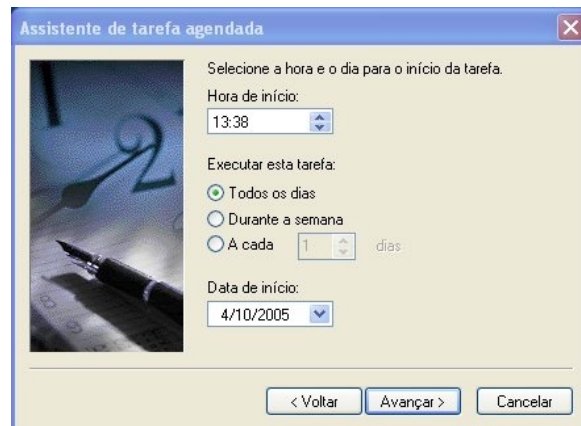 Assistente de tarefa agendada
Selecione a hora e o dia para o início da tarefa.
Hora de início:
13:38
Executar esta tarefa:
Todos os dias
Durante a semana
A cada 1 dias
Data de início:
4/10/2005
< Voltar Avançar > Cancelar